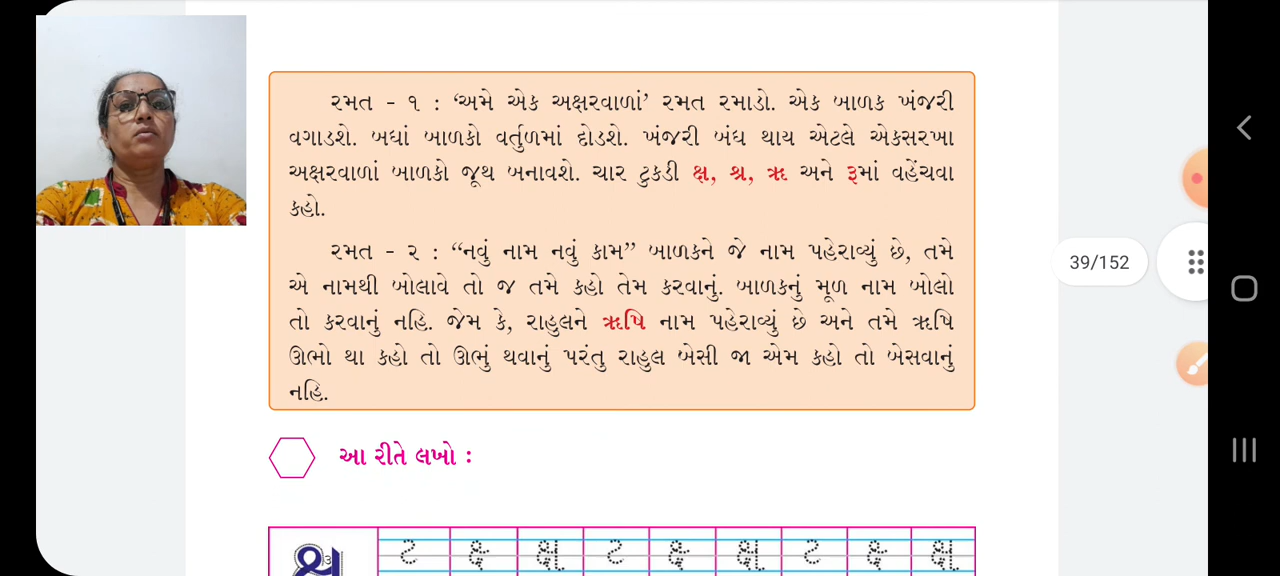 રમત - ૧ : ‘અમે એક અક્ષરવાળાં’ રમત રમાડો. એક બાળક ખંજરી
વગાડશે. બધાં બાળકો વર્તુળમાં દોડશે. ખંજરી બંધ થાય એટલે એકસરખા
અક્ષરવાળાં બાળકો જૂથ બનાવશે. ચાર ટુકડી ક્ષ, શ્ર, ઋ અને રૂમાં વહેંચવા
કહો.
રમત - ૨ : “નવું નામ નવું કામ” બાળકને જે નામ પહેરાવ્યું છે, તમે
એ નામથી બોલાવે તો જ તમે કહો તેમ કરવાનું. બાળકનું મૂળ નામ બોલો
તો કરવાનું નહિ. જેમ કે, રાહુલને ઋષિ નામ પહેરાવ્યું છે અને તમે ઋષિ
ઊભો થા કહો તો ઊભું થવાનું પરંતુ રાહુલ બેસી જા એમ કહો તો બેસવાનું
નહિ.
39/152
આ રીતે લખો :
ક્ષ ૮ ક્ષ ૮ ક્ષ ૮ ક્ષ